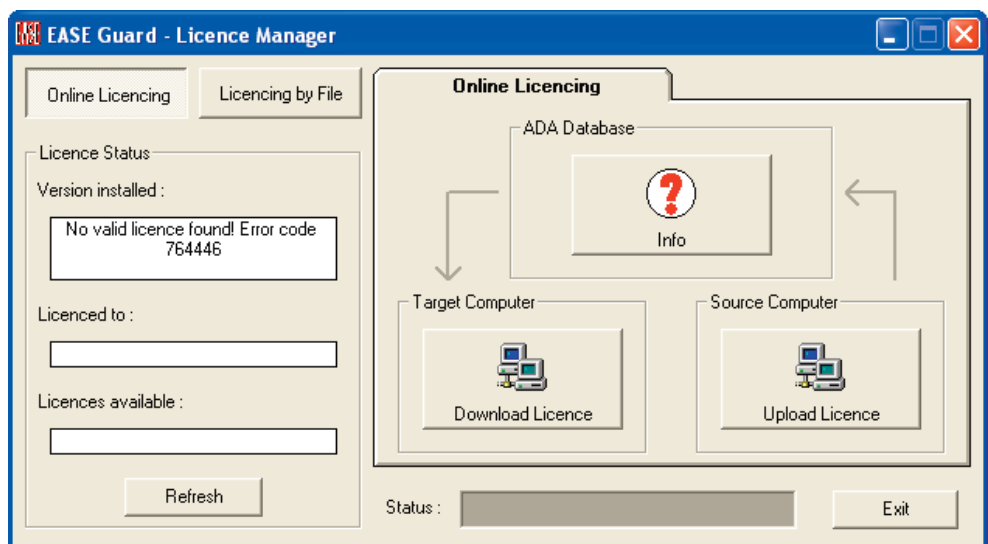 EASE EASE Guard - Licence Manager
Online Licencing
Licencing by File
Licence Status
Version installed :
No valid licence found! Error code
764446
Licenced to :
Licences available :
Refresh
Online Licencing
ADA Database
?
Info
Target Computer
Download Licence
Source Computer
Upload Licence
Status :
Exit